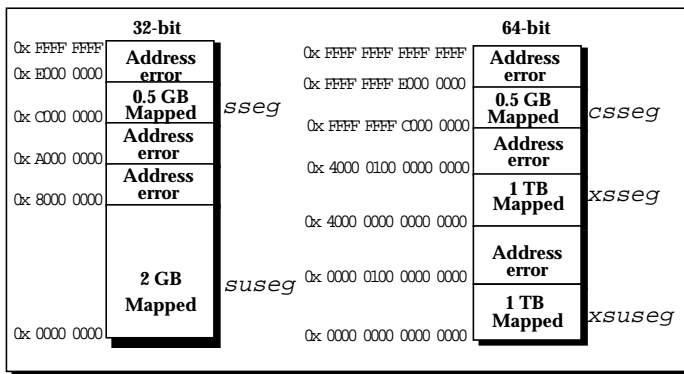 32-bit
0x FFFF FFFF
Address
error
0x E000 0000
0.5 GB
Mapped
sseg
0x C000 0000
Address
error
0x A000 0000
Address
error
0x 8000 0000
2 GB
Mapped
suseg
0x 0000 0000
64-bit
0x FFFF FFFF FFFF FFFF
Address
error
0x FFFF FFFF E000 0000
0.5 GB
Mapped
csseg
0x FFFF FFFF C000 0000
Address
error
0x 4000 0100 0000 0000
1 TB
Mapped
xsseg
0x 4000 0000 0000 0000
Address
error
0x 0000 0100 0000 0000
1 TB
Mapped
xsuseg
0x 0000 0000 0000 0000